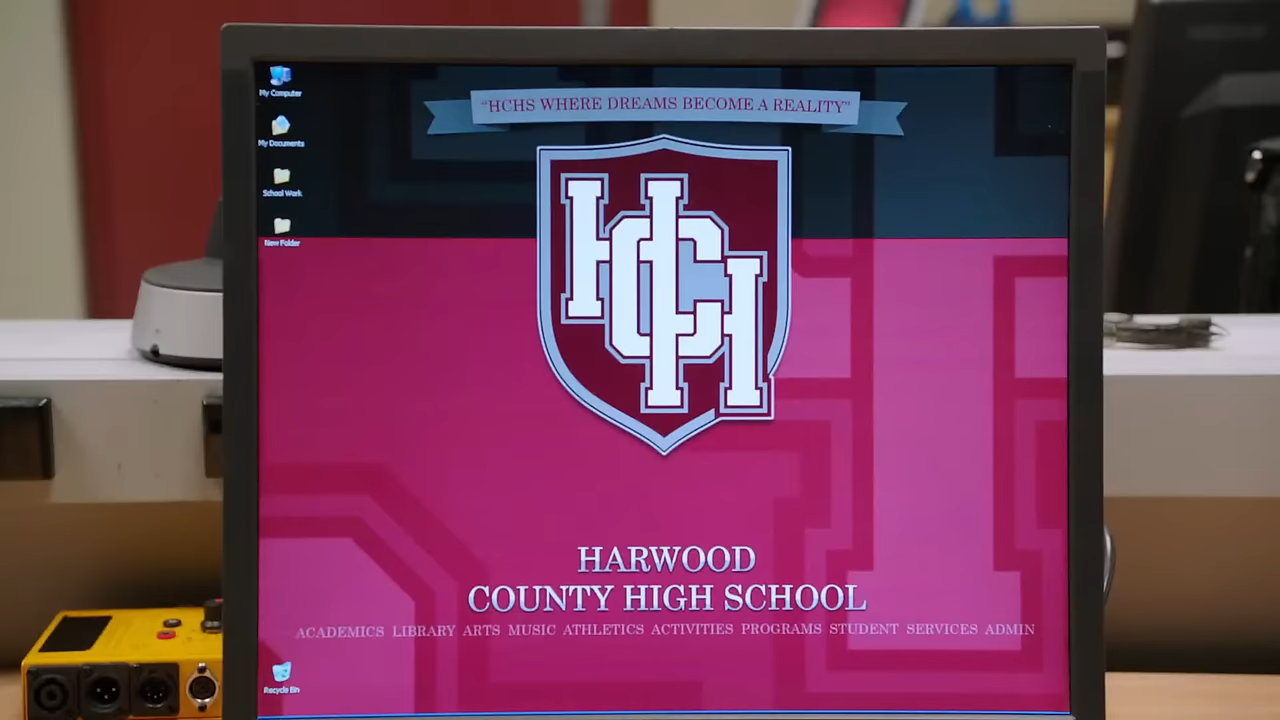 My Computer
"HCHS WHERE DREAMS BECOME A REALITY"
My Documents
School Work
New Folder
HCH
HARWOOD
COUNTY HIGH SCHOOL
ACADEMICS LIBRARY ARTS MUSIC ATHLETICS ACTIVITIES PROGRAMS STUDENT SERVICES ADMIN
Recycle Bin